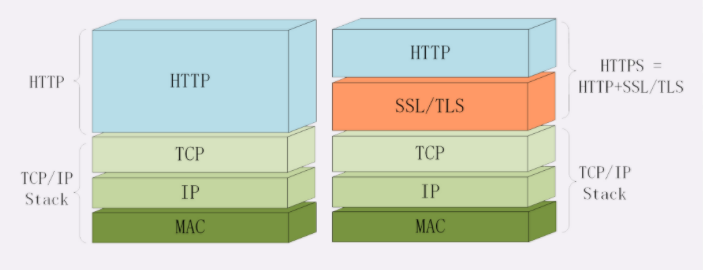 HTTP
HTTP
TCP
IP
MAC
TCP/IP
Stack
HTTP
SSL/TLS
TCP
IP
MAC
HTTPS =
HTTP+SSL/TLS
TCP/IP
Stack